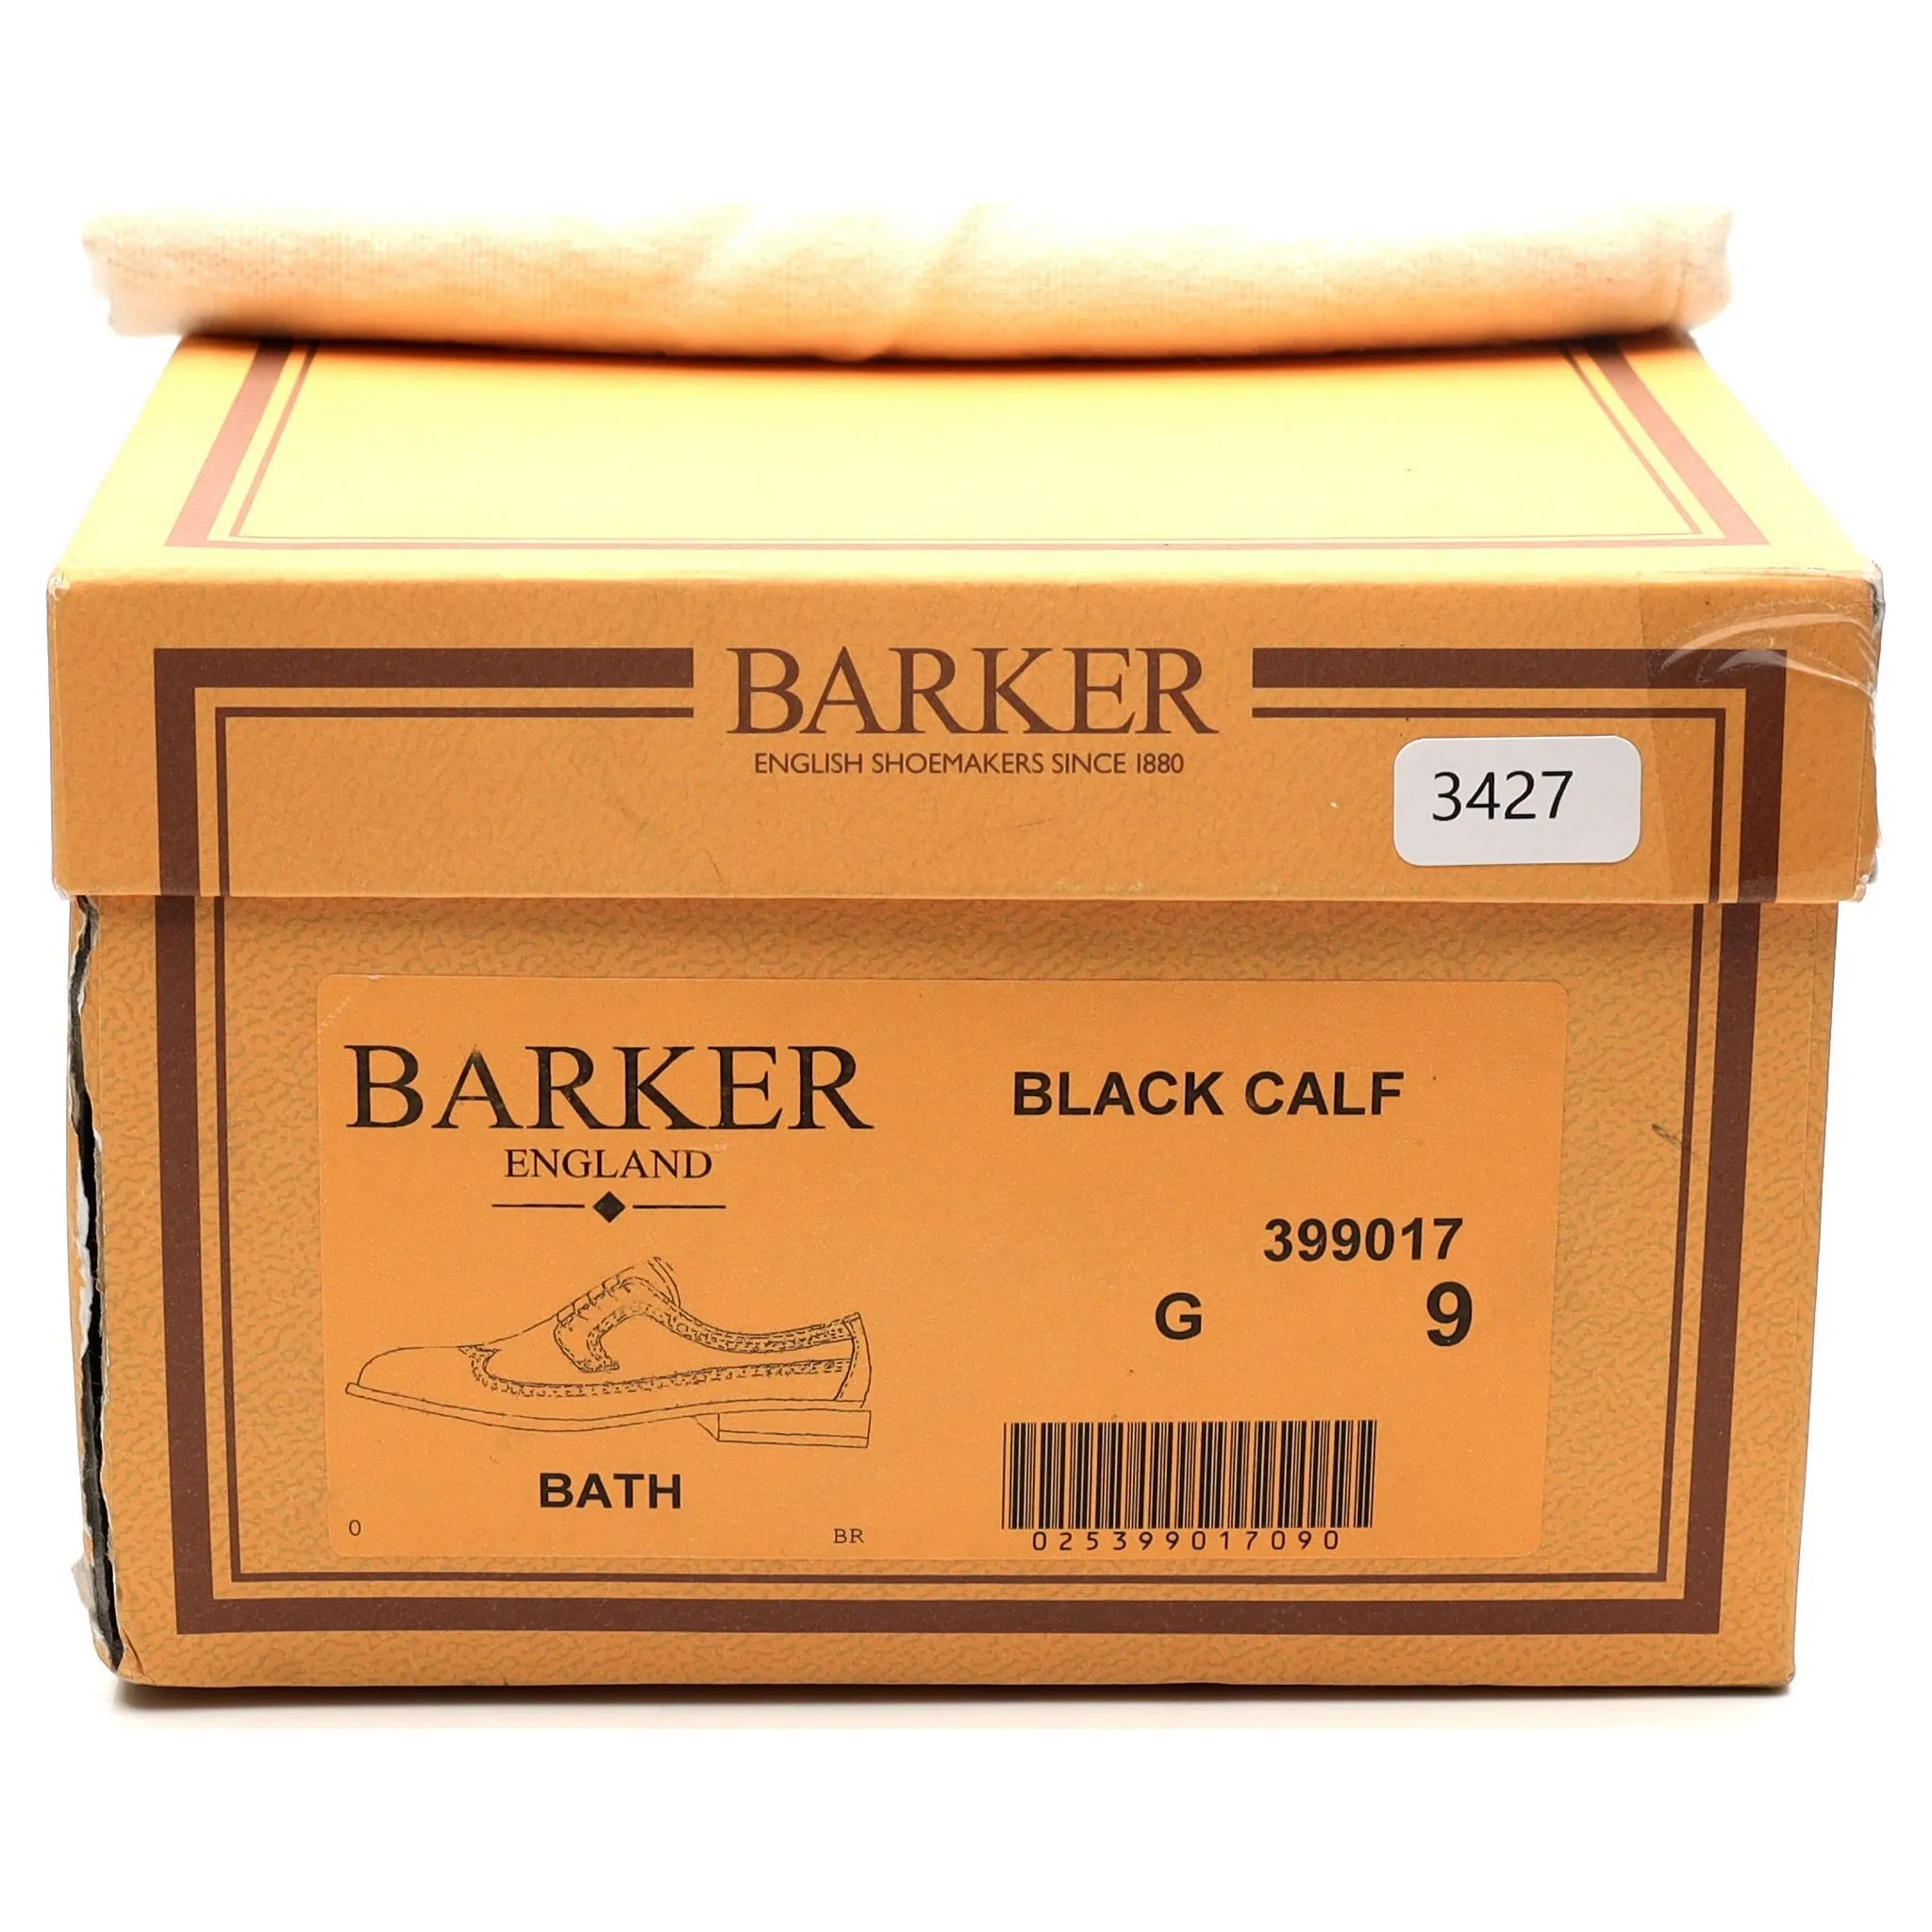 BARKER
ENGLISH SHOEMAKERS SINCE 1880
3427
BARKER
ENGLAND
BLACK CALF
399017
G 9
BATH
0 BR
025399017090